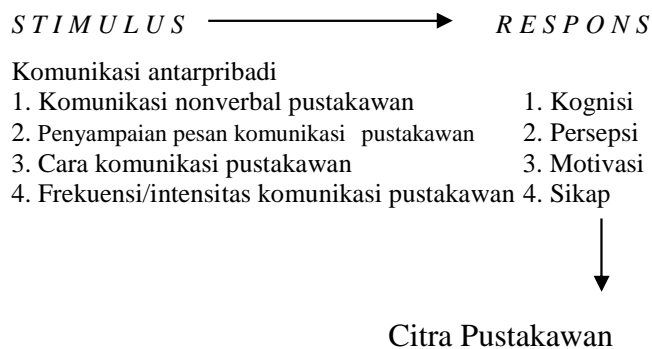 STIMULUS RESPONS
Komunikasi antarpribadi
1. Komunikasi nonverbal pustakawan 1. Kognisi
2. Penyampaian pesan komunikasi pustakawan 2. Persepsi
3. Cara komunikasi pustakawan 3. Motivasi
4. Frekuensi/intensitas komunikasi pustakawan 4. Sikap
Citra Pustakawan